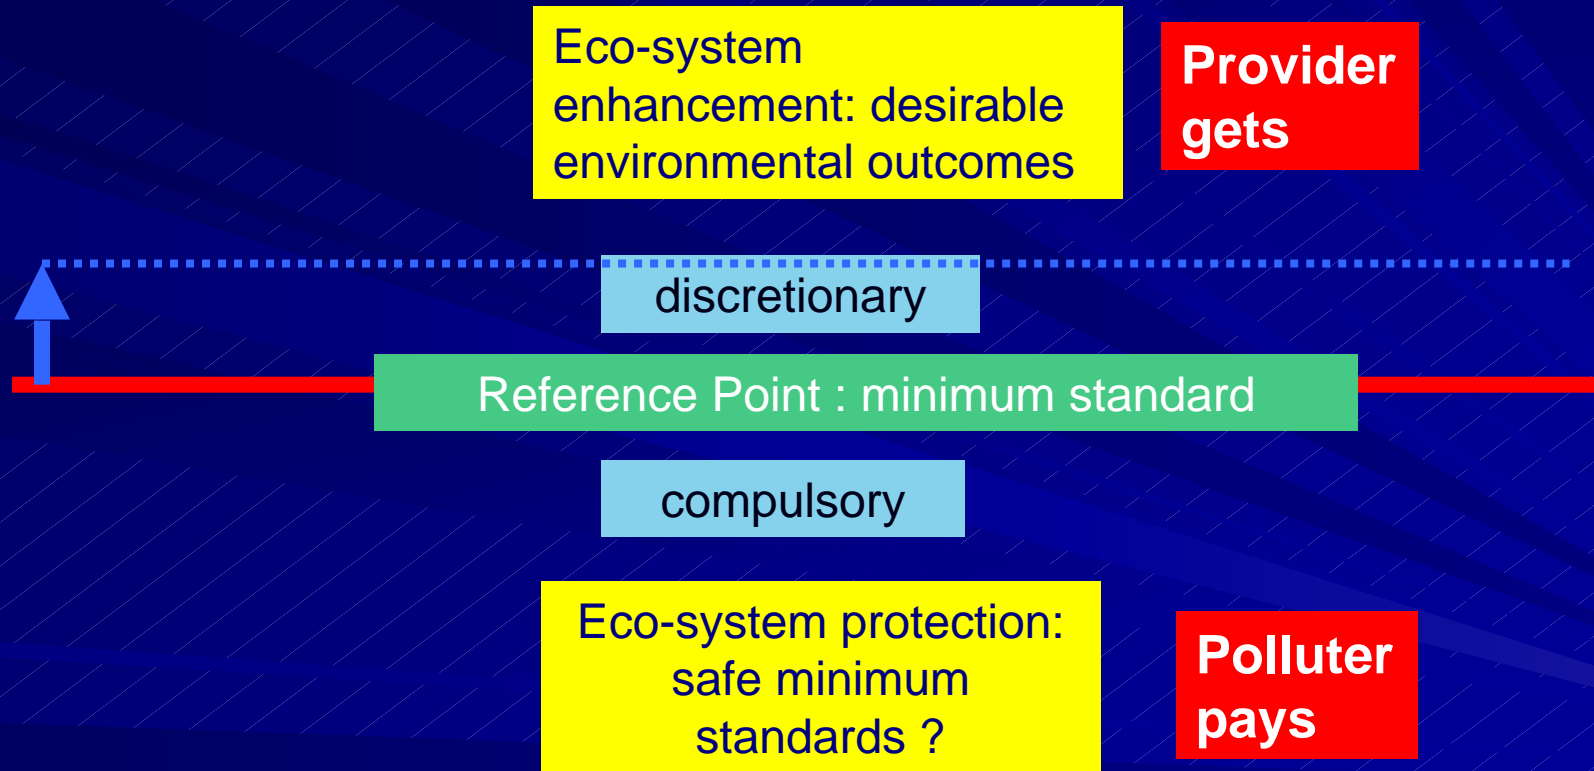 Eco-system
enhancement: desirable
environmental outcomes
Provider
gets
discretionary
Reference Point : minimum standard
compulsory
Eco-system protection:
safe minimum
standards ?
Polluter
pays